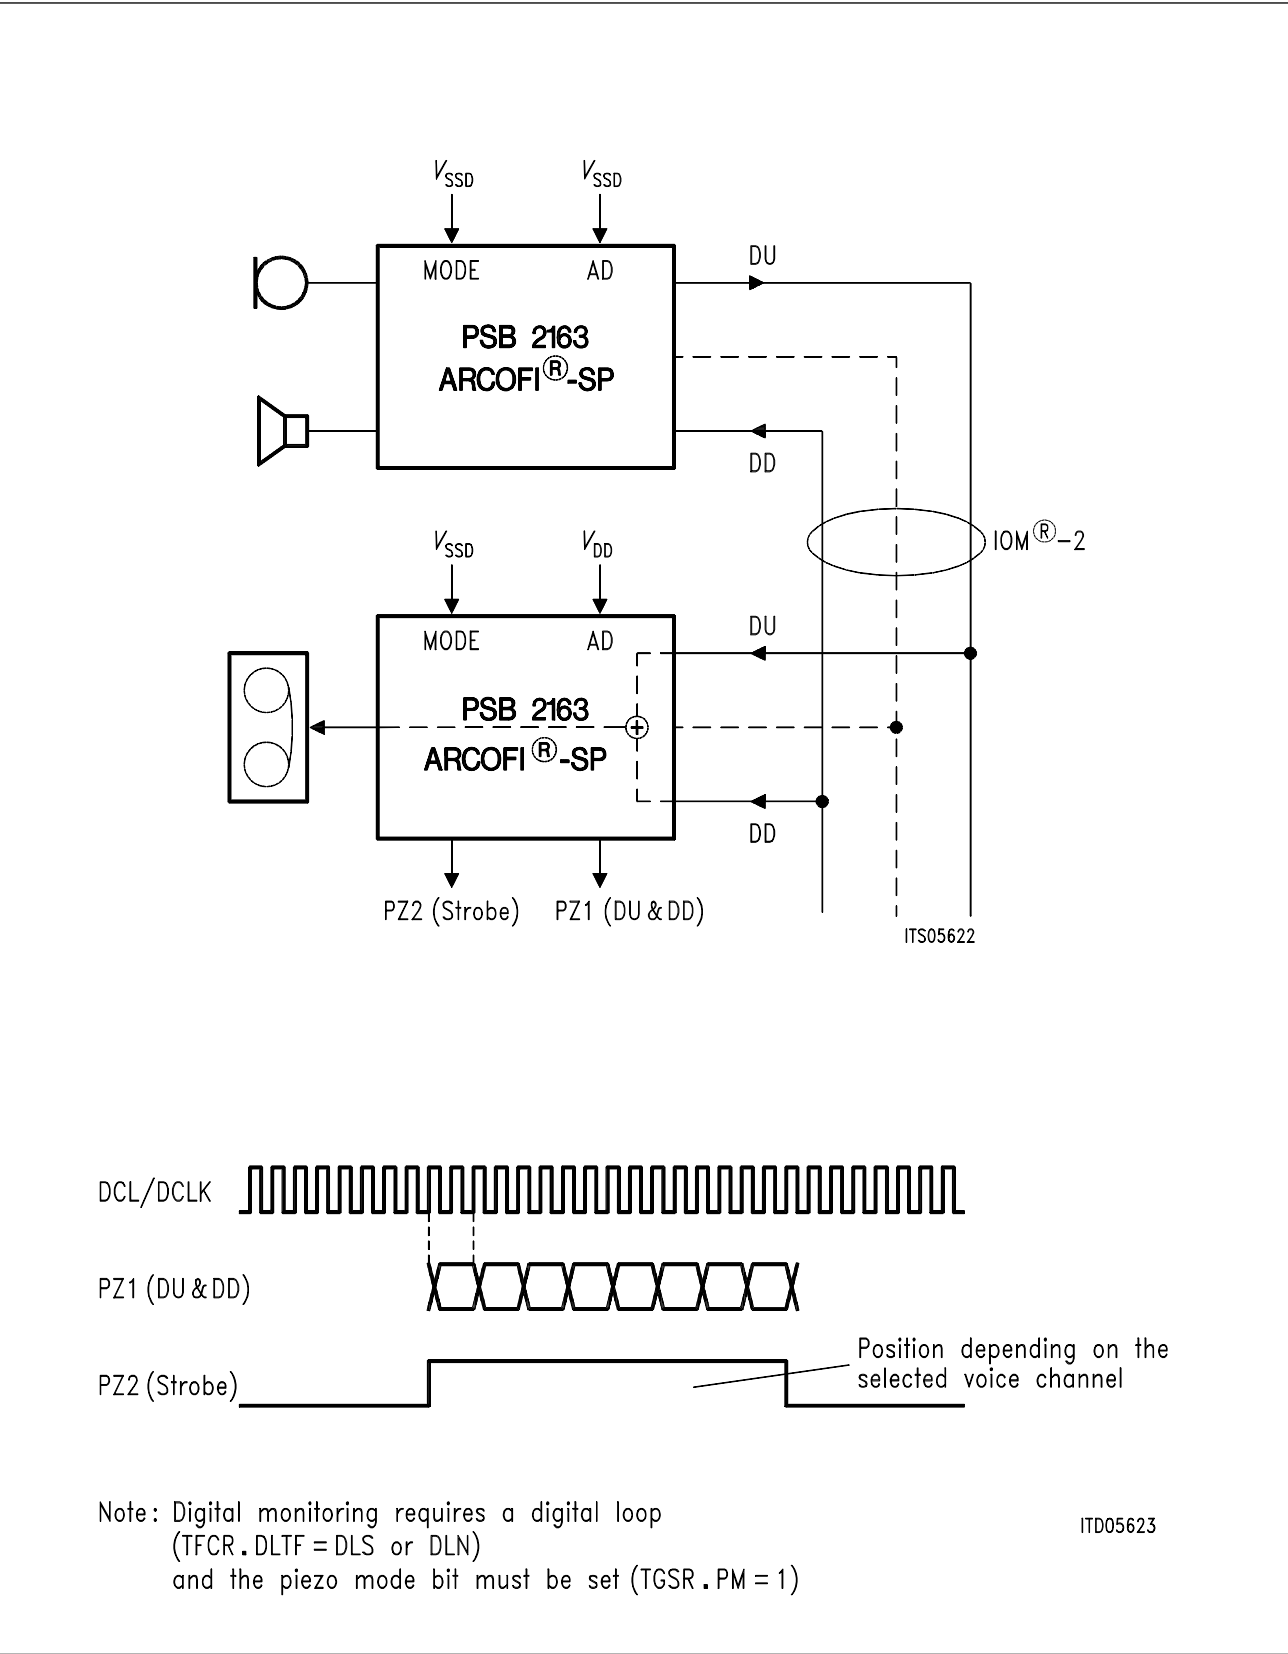 VSSD VSSD
MODE AD
DU
PSB 2163
ARCOFI®-SP
DD
IOM®-2
VSSD VDD
MODE AD
DU
PSB 2163
ARCOFI®-SP
DD
PZ2 (Strobe) PZ1 (DU & DD)
ITS05622
DCL/DCLK
PZ1 (DU & DD)
PZ2 (Strobe)
Position depending on the
selected voice channel
Note: Digital monitoring requires a digital loop
(TFCR.DLTF = DLS or DLN)
and the piezo mode bit must be set (TGSR.PM = 1)
ITD05623